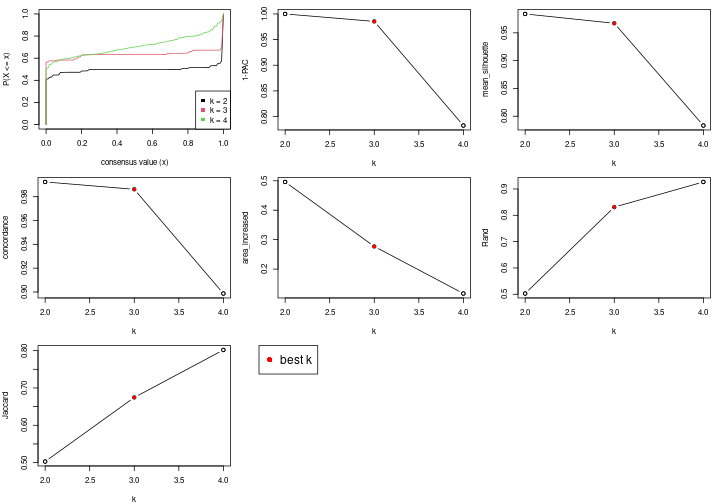 P(X <= x)
0.0 0.2 0.4 0.6 0.8 1.0
k = 2
k = 3
k = 4
0.0 0.2 0.4 0.6 0.8 1.0
consensus value (x)
1-PAC
0.80 0.85 0.90 0.95 1.00
2.0 2.5 3.0 3.5 4.0
k
mean_silhouette
0.80 0.85 0.90 0.95
2.0 2.5 3.0 3.5 4.0
k
concordance
0.90 0.92 0.94 0.96 0.98
2.0 2.5 3.0 3.5 4.0
k
area_increased
0.2 0.3 0.4 0.5
2.0 2.5 3.0 3.5 4.0
k
Rand
0.5 0.6 0.7 0.8 0.9
2.0 2.5 3.0 3.5 4.0
k
Jaccard
0.50 0.60 0.70 0.80
2.0 2.5 3.0 3.5 4.0
k
best k